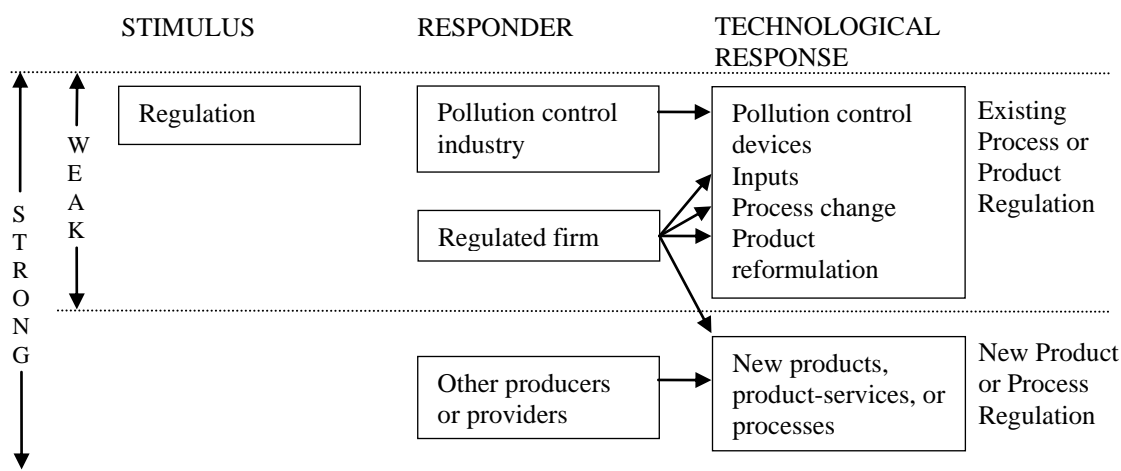 STIMULUS
RESPONDER
TECHNOLOGICAL
RESPONSE
STRONG
WEAK
Regulation
Pollution control
industry
Pollution control
devices
Inputs
Process change
Product
reformulation
Existing
Process or
Product
Regulation
Regulated firm
Other producers
or providers
New products,
product-services, or
processes
New Product
or Process
Regulation